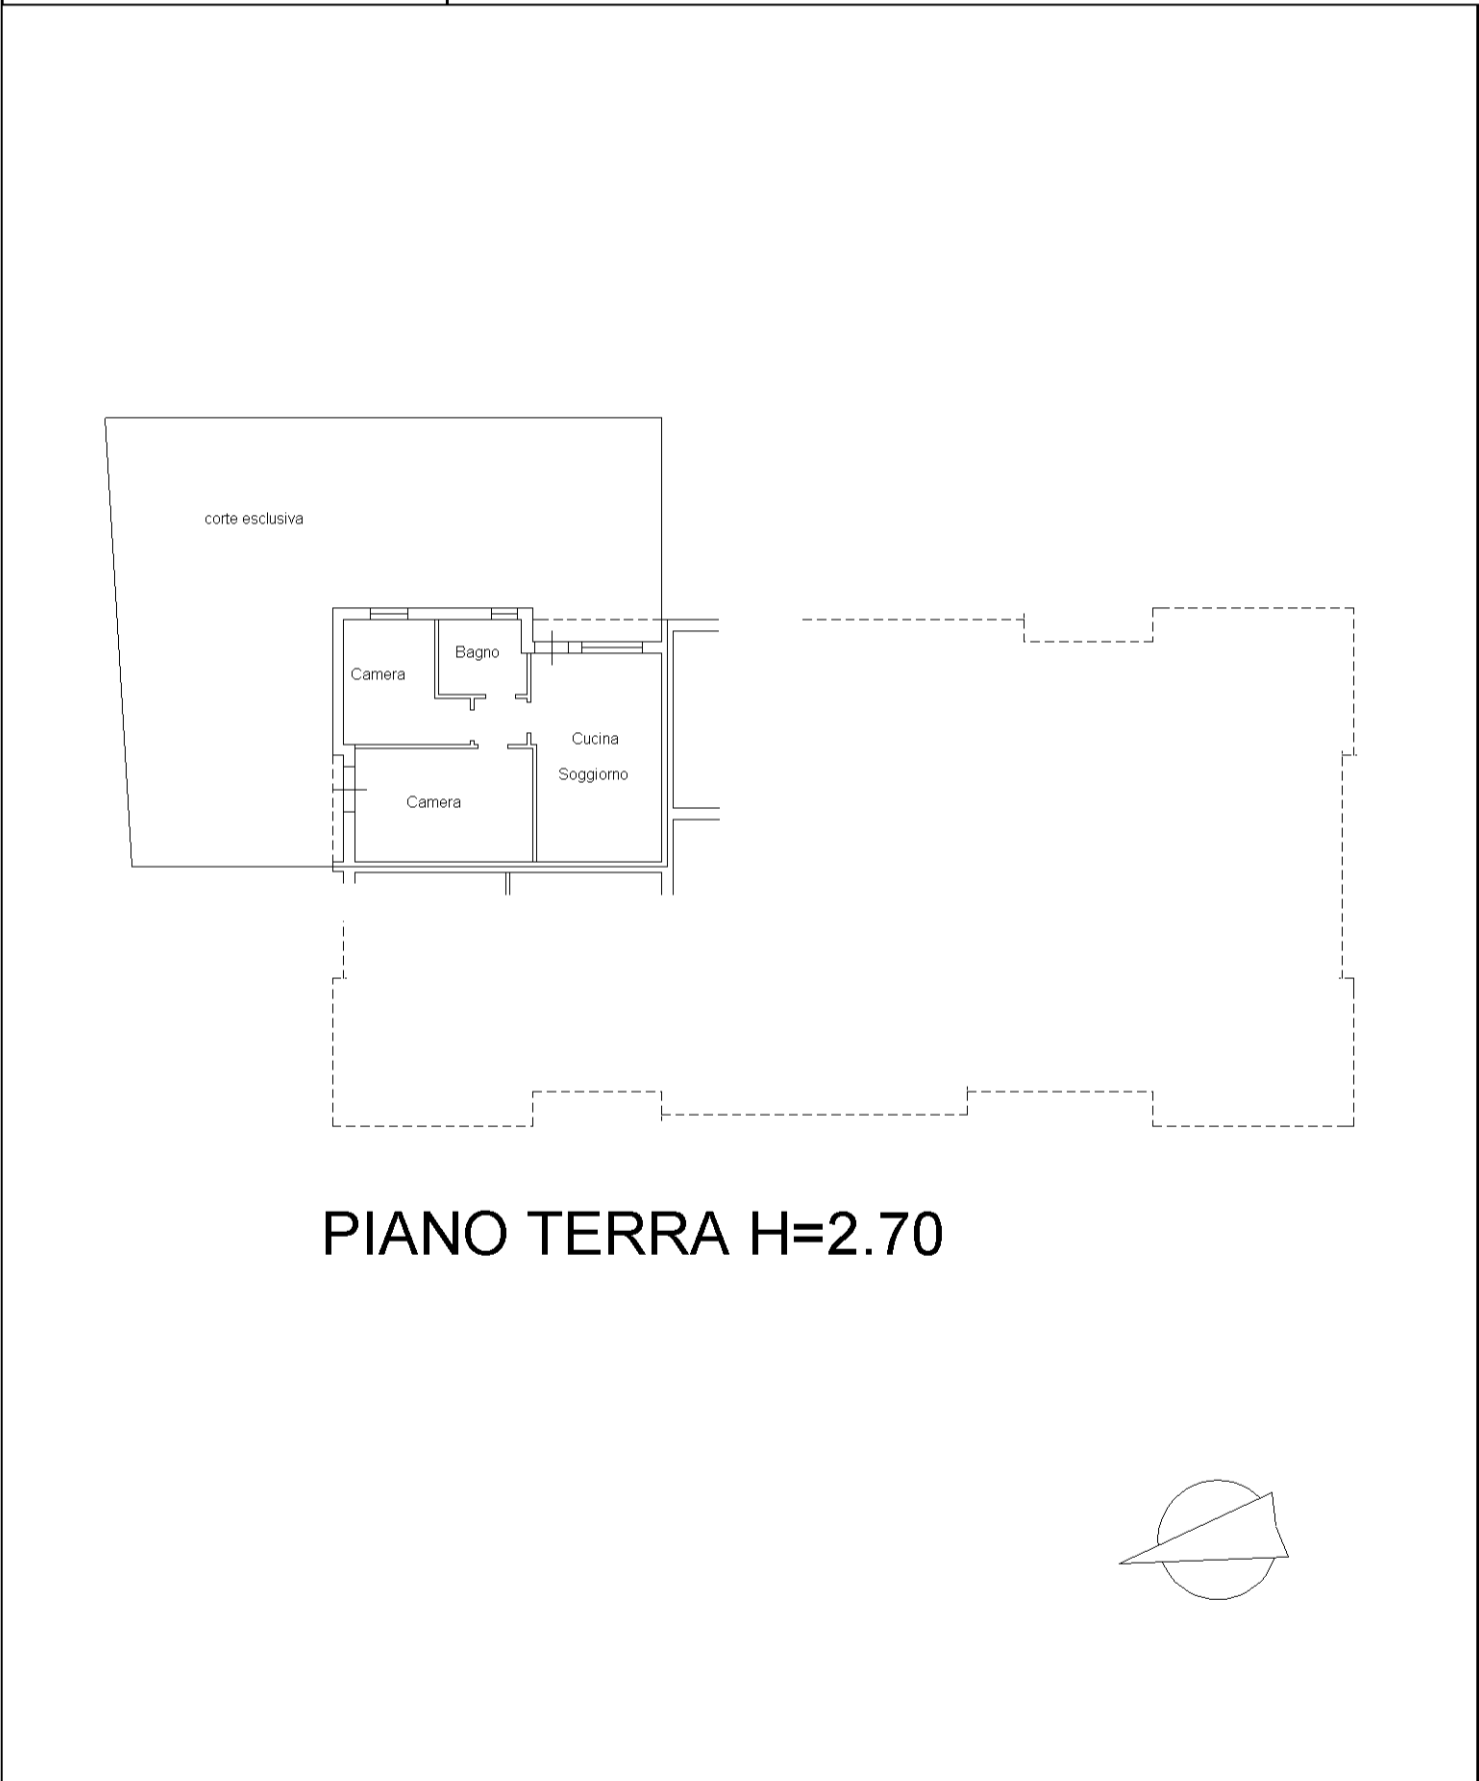 corte esclusiva
Bagno
Camera
Cucina
Soggiorno
Camera
PIANO TERRA H=2.70